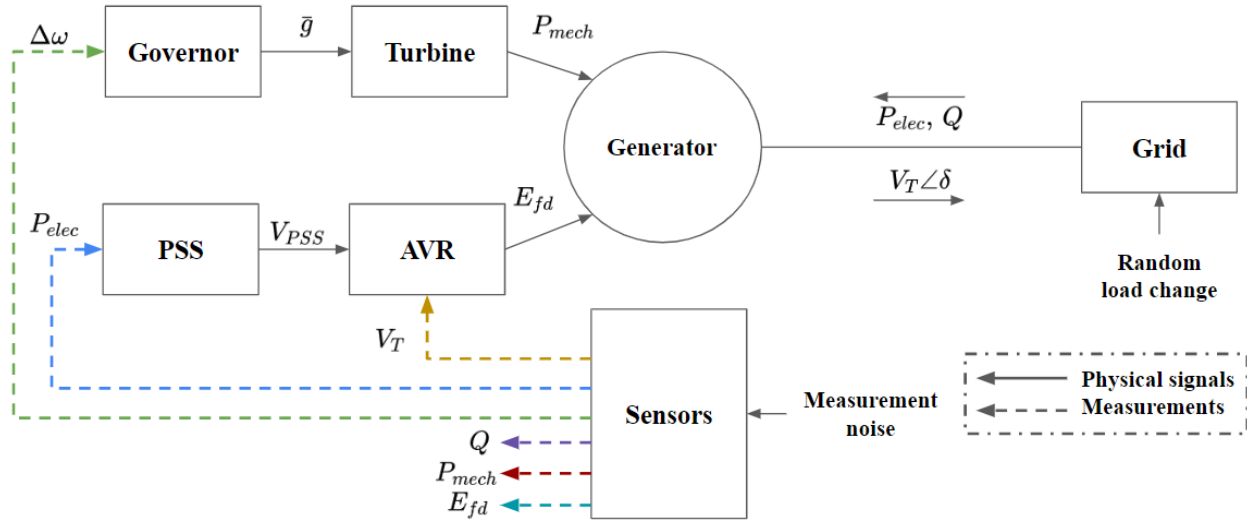 Δω
Governor
ḡ
Turbine
P_mech
Generator
P_elec, Q
V_T∠δ
Grid
Random
load change
P_elec
PSS
V_PSS
AVR
E_fd
V_T
Sensors
Measurement
noise
Q
P_mech
E_fd
Physical signals
Measurements